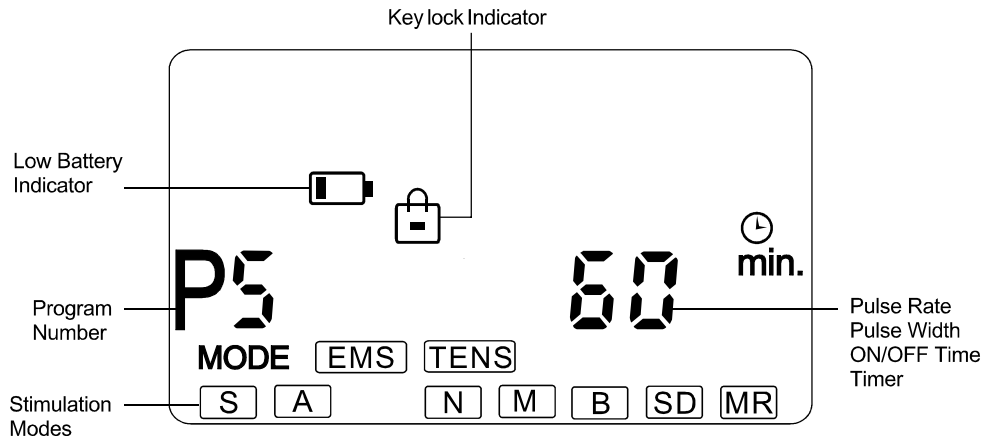 Key lock Indicator
Low Battery
Indicator
min.
P5 60
Program
Number
Pulse Rate
Pulse Width
ON/OFF Time
Timer
MODE EMS TENS
Stimulation
Modes
S A N M B SD MR